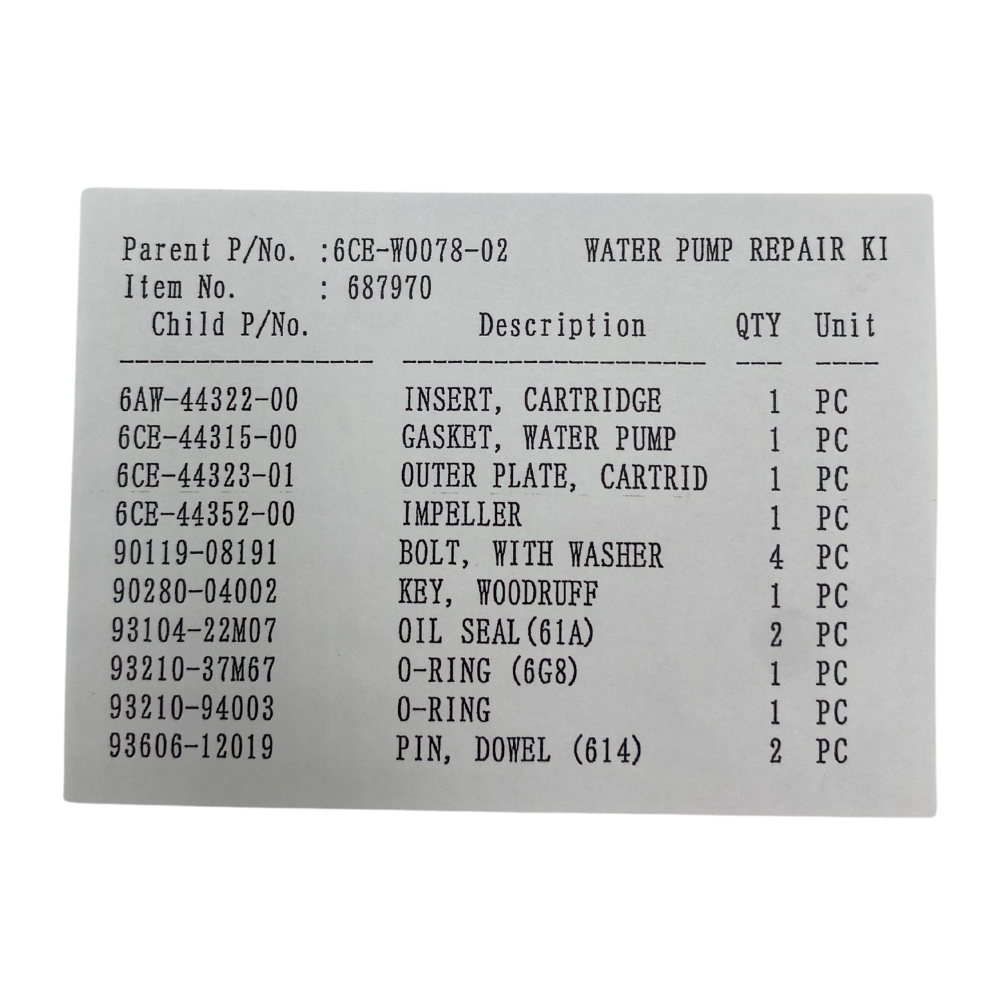 Parent P/No. :6CE-W0078-02 WATER PUMP REPAIR KI
Item No. : 687970
Child P/No. Description QTY Unit
6AW-44322-00 INSERT, CARTRIDGE 1 PC
6CE-44315-00 GASKET, WATER PUMP 1 PC
6CE-44323-01 OUTER PLATE, CARTRID 1 PC
6CE-44352-00 IMPELLER 1 PC
90119-08191 BOLT, WITH WASHER 4 PC
90280-04002 KEY, WOODRUFF 1 PC
93104-22M07 OIL SEAL(61A) 2 PC
93210-37M67 O-RING (6G8) 1 PC
93210-94003 O-RING 1 PC
93606-12019 PIN, DOWEL (614) 2 PC